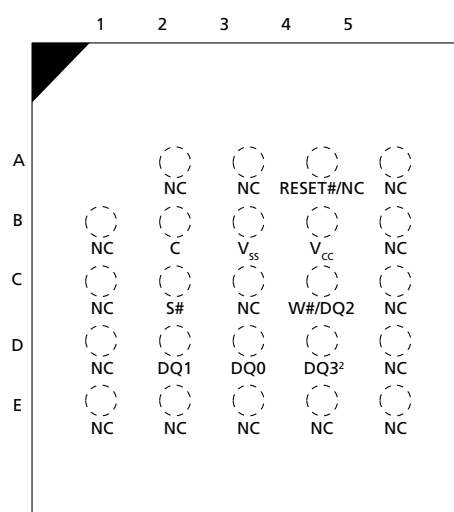 1 2 3 4 5
A
NC NC RESET#/NC NC
B
NC C Vss Vcc NC
C
NC S# NC W#/DQ2 NC
D
NC DQ1 DQ0 DQ3² NC
E
NC NC NC NC NC